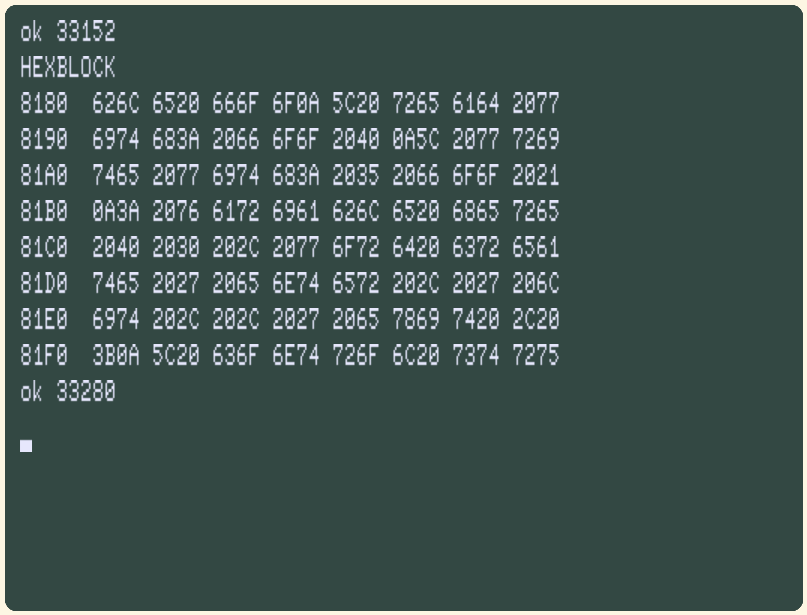 ok 33152
HEXBLOCK
8180  626C 6520 666F 6F0A 5C20 7265 6164 2077
8190  6974 683A 2066 6F6F 2040 0A5C 2077 7269
81A0  7465 2077 6974 683A 2035 2066 6F6F 2021
81B0  0A3A 2076 6172 6961 626C 6520 6865 7265
81C0  2040 2030 202C 2077 6F72 6420 6372 6561
81D0  7465 2027 2065 6E74 6572 202C 2027 206C
81E0  6974 202C 202C 2027 2065 7869 7420 2C20
81F0  3B0A 5C20 636F 6E74 726F 6C20 7374 7275
ok 33280